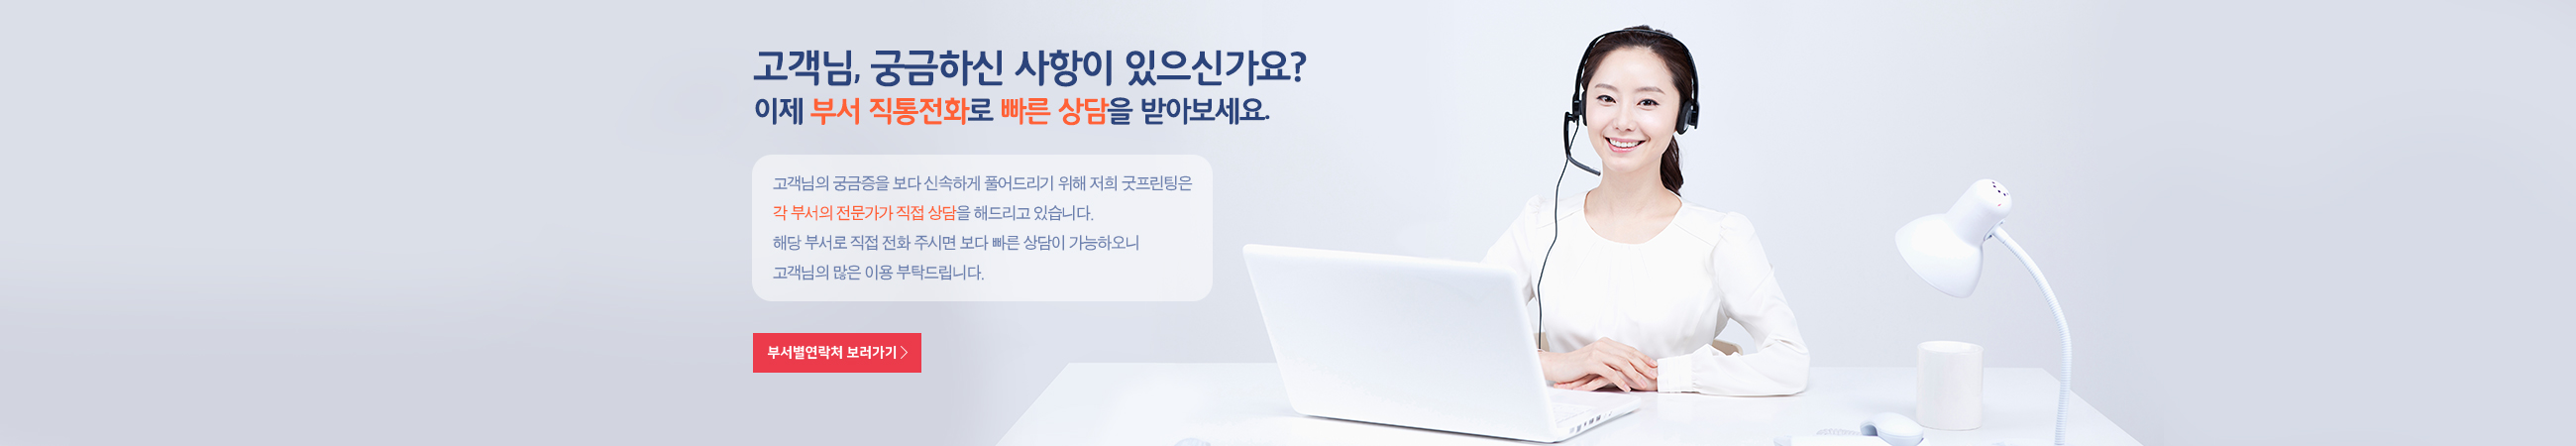 고객님, 궁금하신 사항이 있으신가요?
이제 부서 직통전화로 빠른 상담을 받아보세요.
고객님의 궁금증을 보다 신속하게 풀어드리기 위해 저희 굿프린팅은
각 부서의 전문가가 직접 상담을 해드리고 있습니다.
해당 부서로 직접 전화 주시면 보다 빠른 상담이 가능하오니
고객님의 많은 이용 부탁드립니다.
부서별연락처 보러가기 >